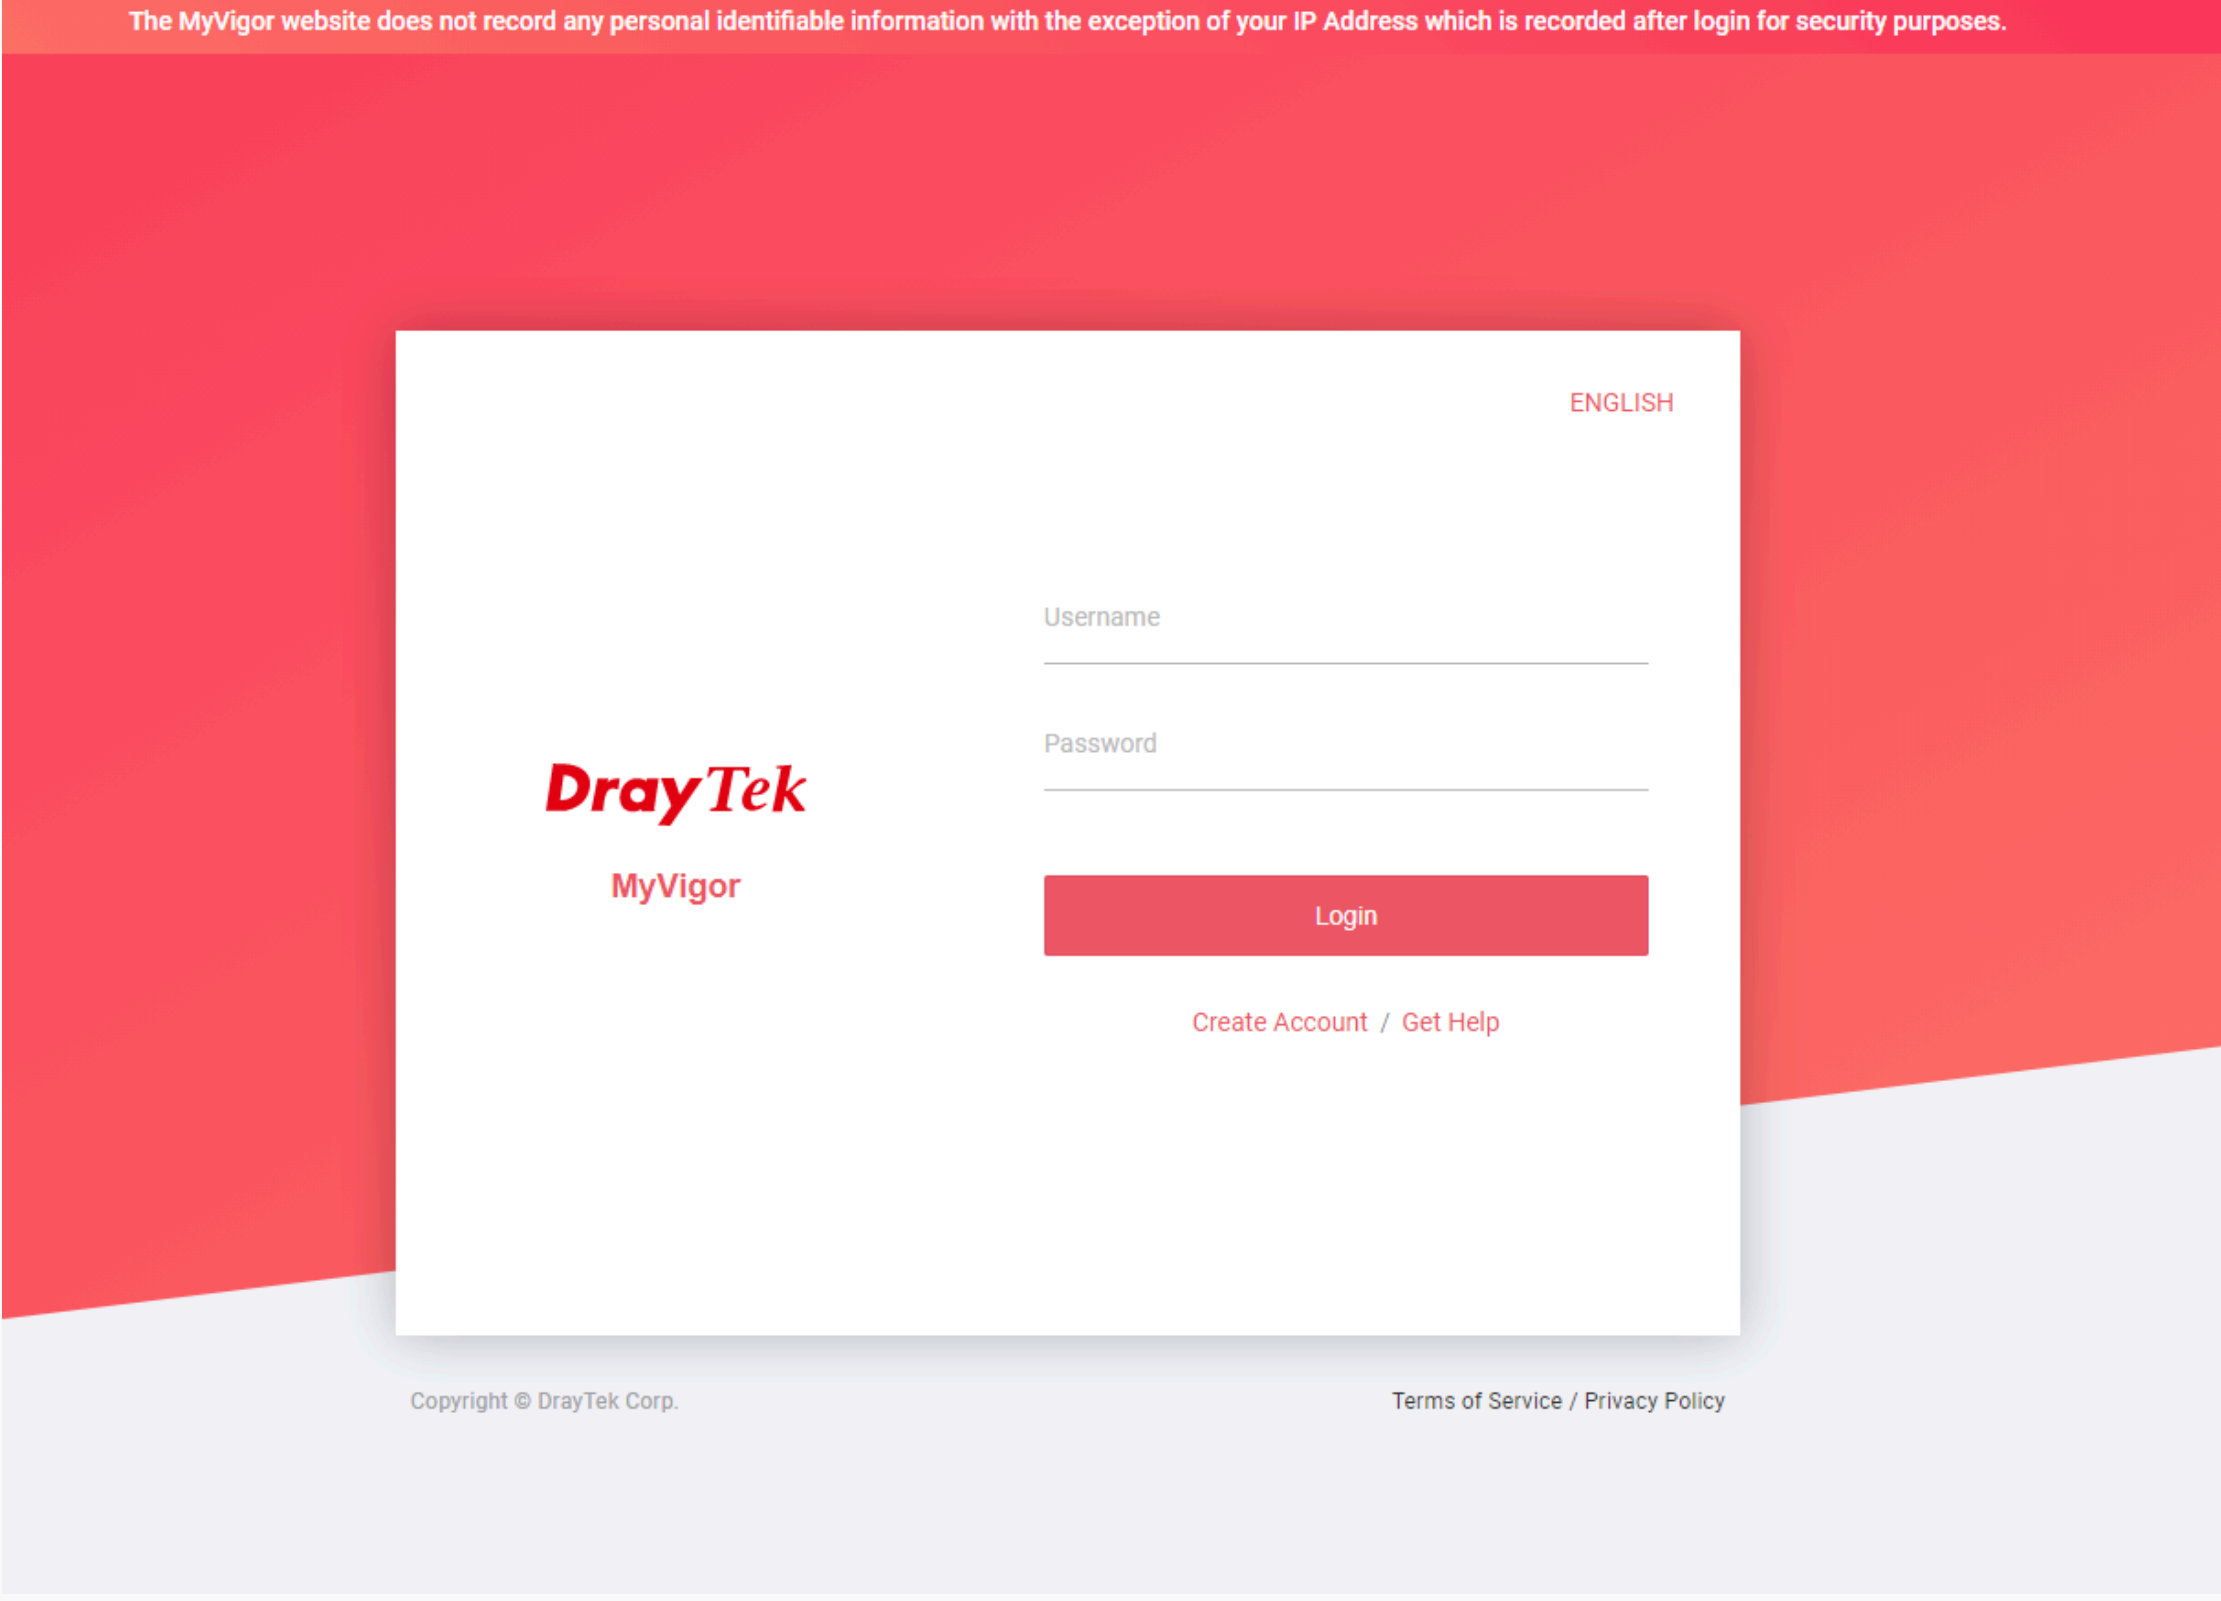 The MyVigor website does not record any personal identifiable information with the exception of your IP Address which is recorded after login for security purposes.
ENGLISH
Username
Password
DrayTek
MyVigor
Login
Create Account / Get Help
Copyright © DrayTek Corp.
Terms of Service / Privacy Policy